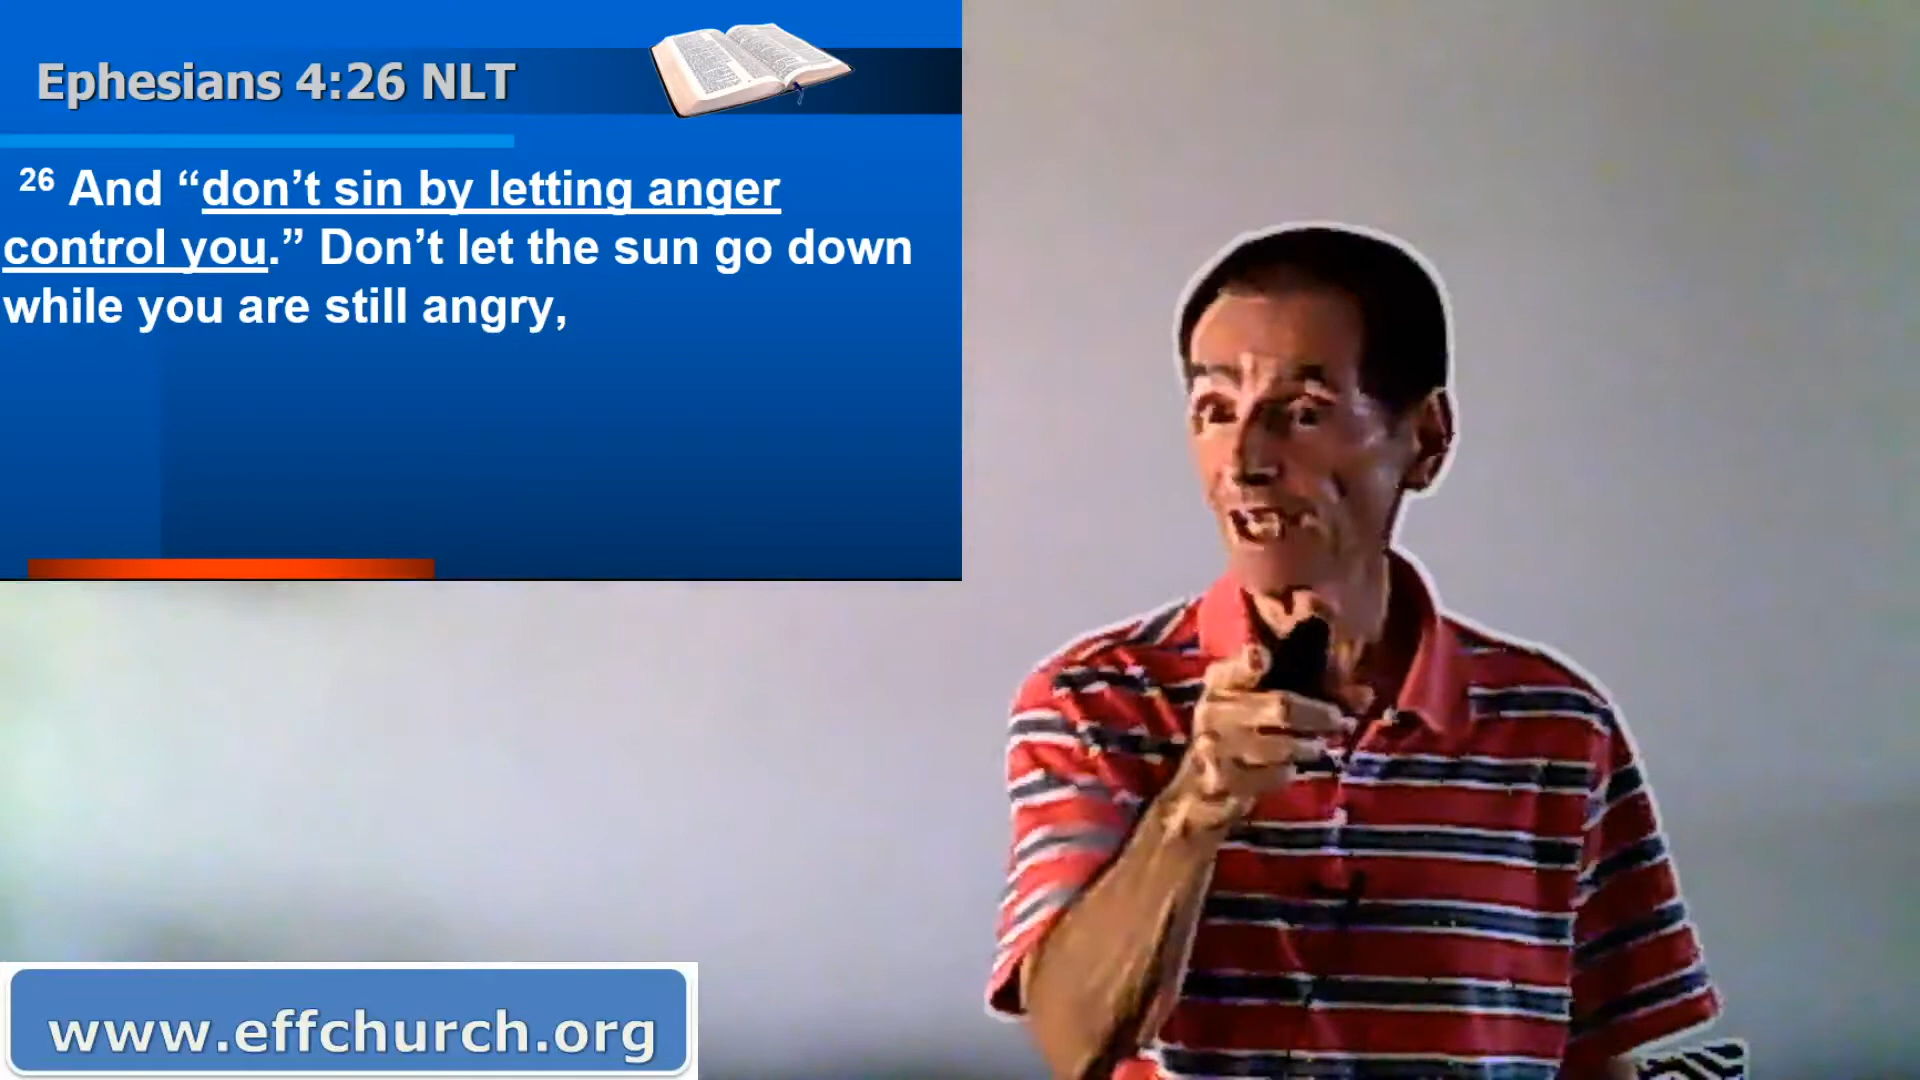 Ephesians 4:26 NLT
26 And “don’t sin by letting anger
control you.” Don’t let the sun go down
while you are still angry,
www.effchurch.org